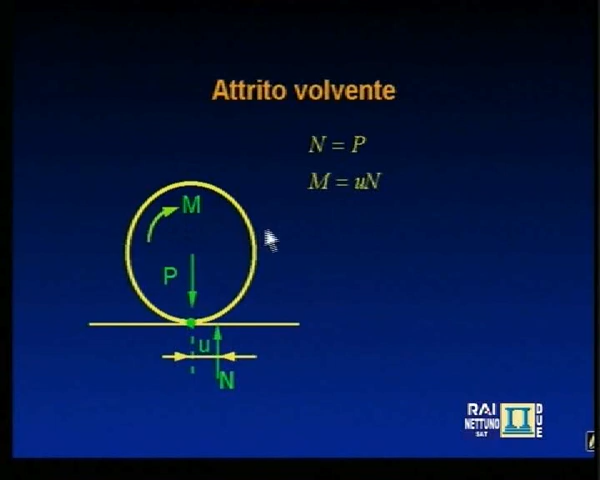 Attrito volvente
N = P
M = uN
M
P
u
N
RAI
NETTUNO
SAT
DUE